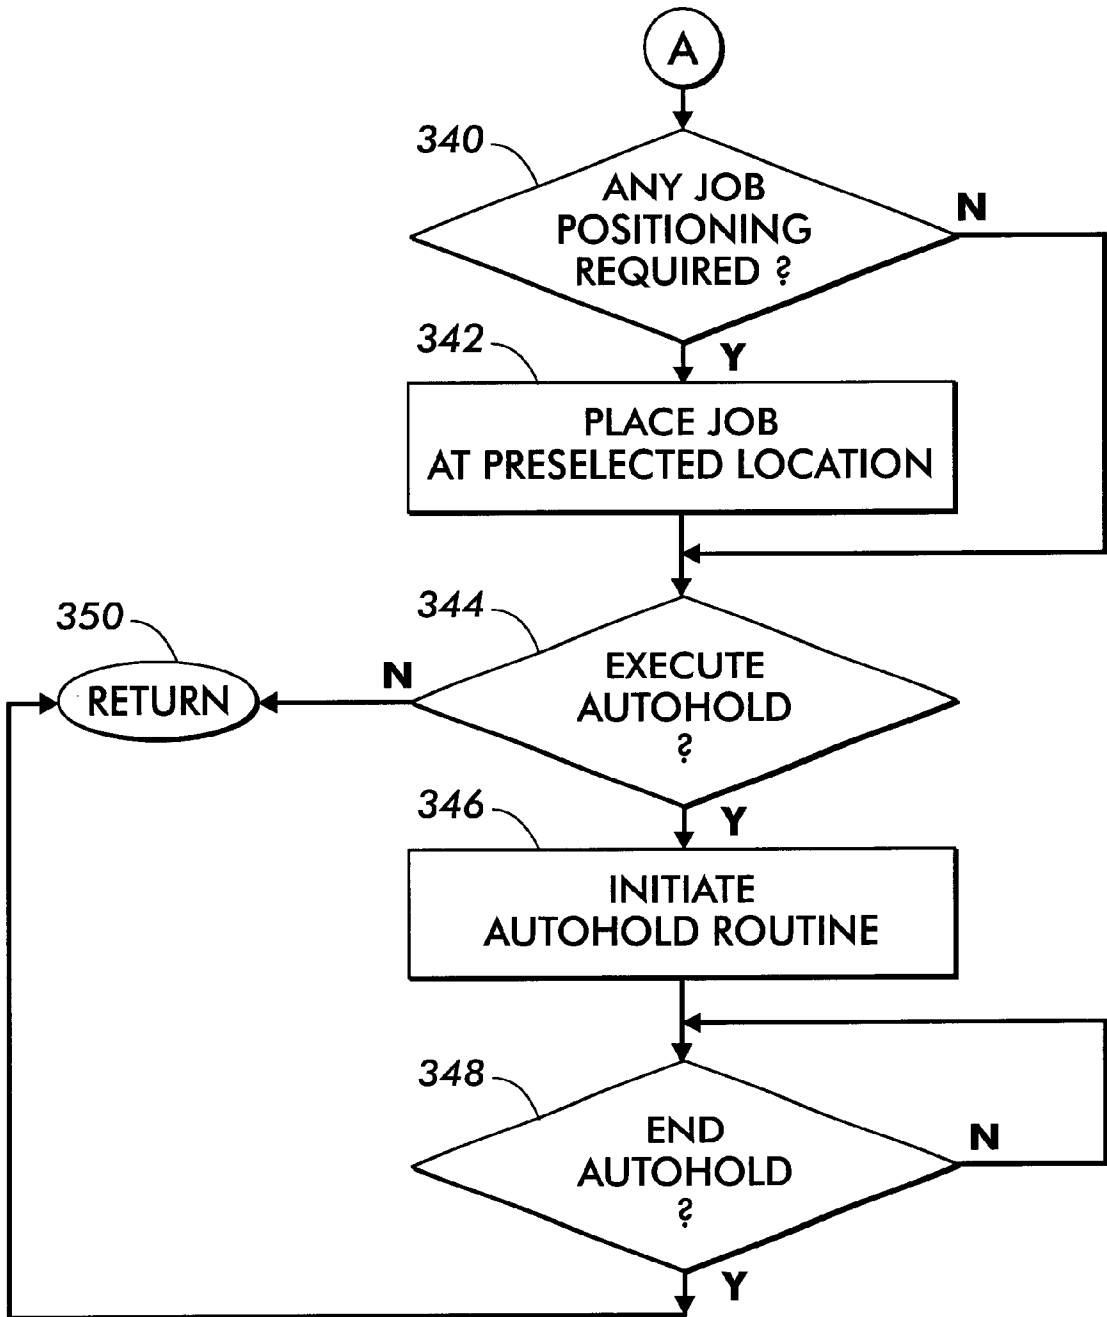 A
340
ANY JOB
POSITIONING
REQUIRED ?
N
342
Y
PLACE JOB
AT PRESELECTED LOCATION
344
350
EXECUTE
AUTOHOLD
?
N
RETURN
346
Y
INITIATE
AUTOHOLD ROUTINE
348
END
AUTOHOLD
?
N
Y